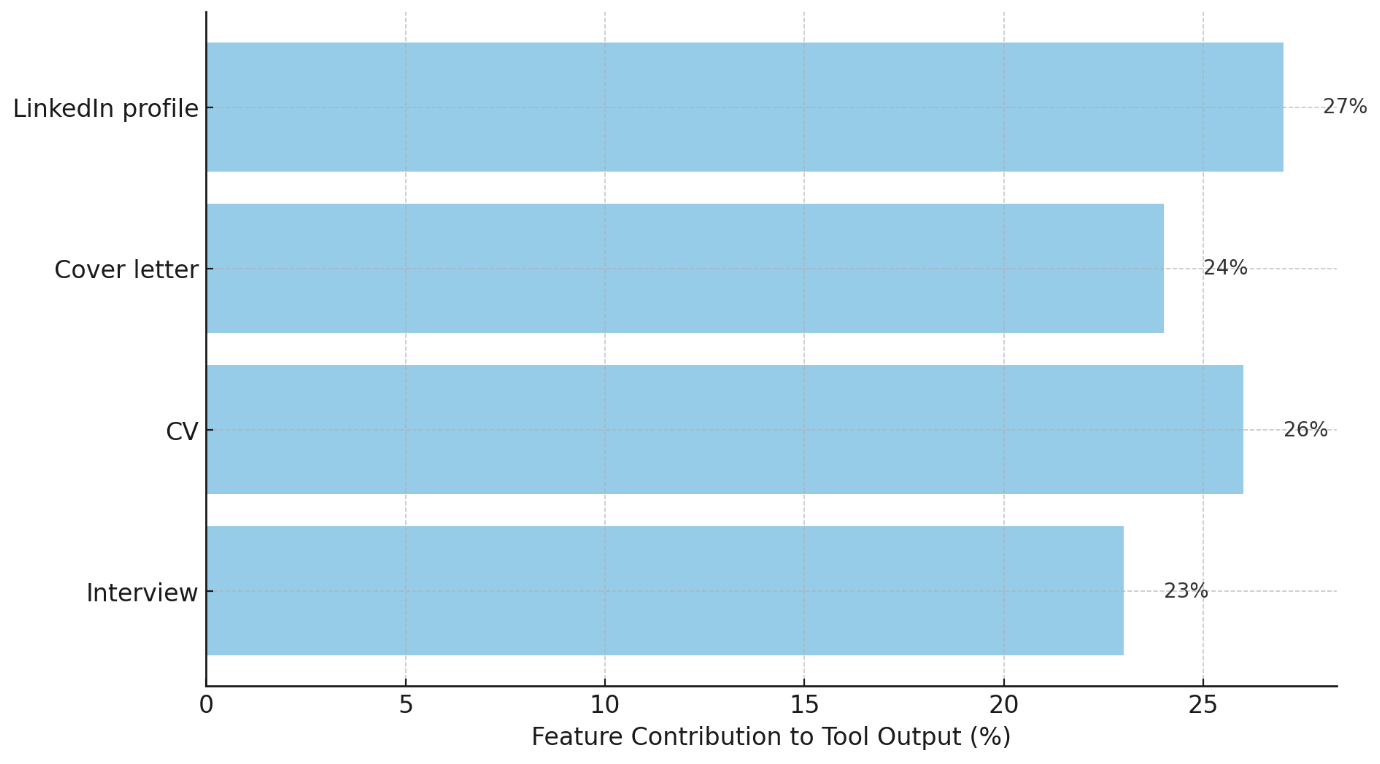 LinkedIn profile
27%
Cover letter
24%
CV
26%
Interview
23%
0 5 10 15 20 25
Feature Contribution to Tool Output (%)